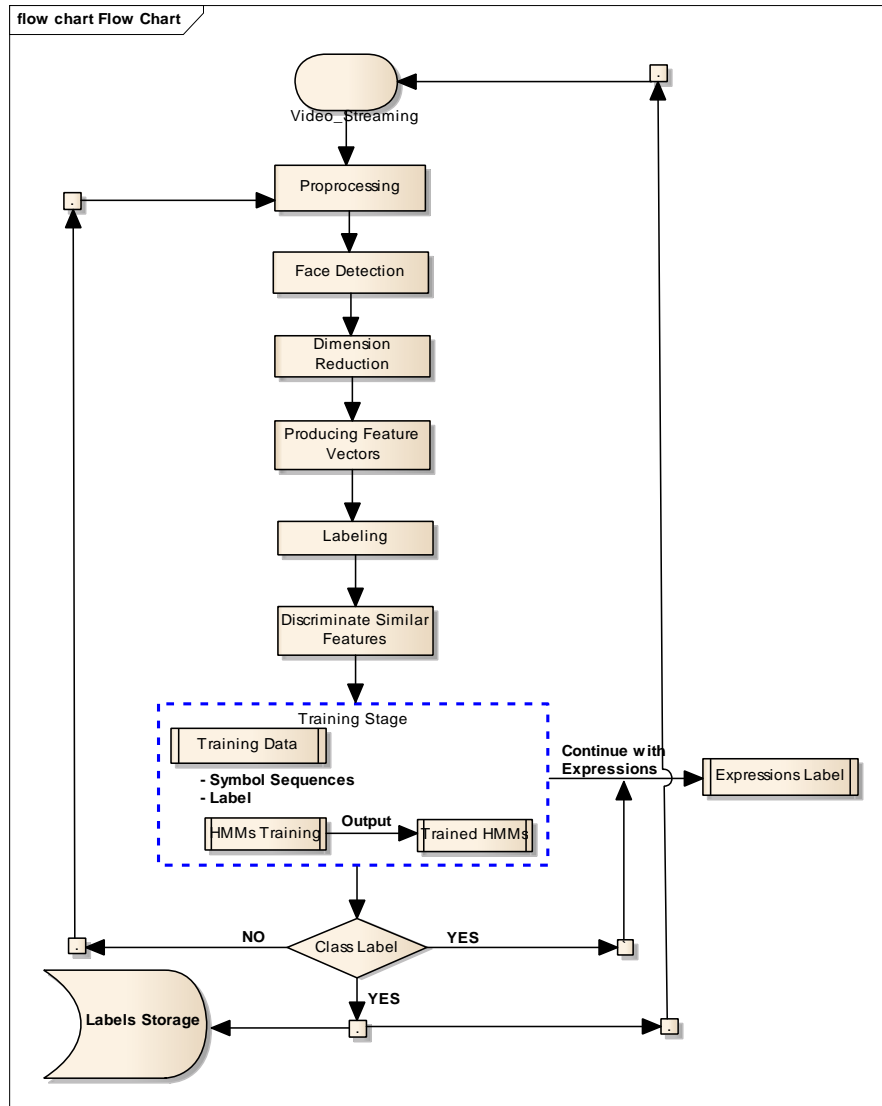 flow chart Flow Chart
.
Video_Streaming
Proprocessing
.
Face Detection
Dimension
Reduction
Producing Feature
Vectors
Labeling
Discriminate Similar
Features
Training Stage
Training Data
- Symbol Sequences
- Label
HMMs Training
Output
Trained HMMs
Continue with
Expressions
Expressions Label
NO
Class Label
YES
.
.
YES
Labels Storage
.
.